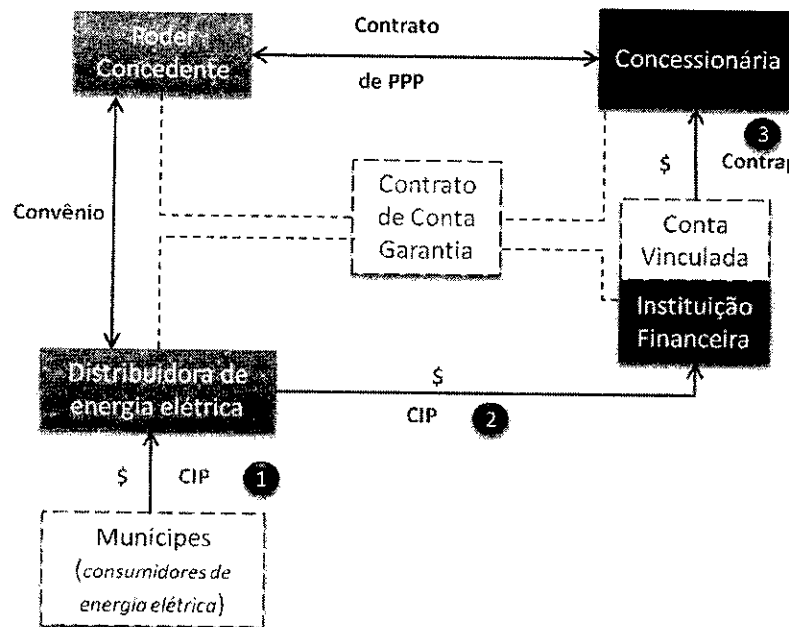 Poder
Concedente
Contrato
de PPP
Concessionária
3
$
Contrap
Contrato
de Conta
Garantia
Convênio
Conta
Vinculada
Instituição
Financeira
Distribuidora de
energia elétrica
$
CIP
2
$
CIP
1
Munícipes
(consumidores de
energia elétrica)